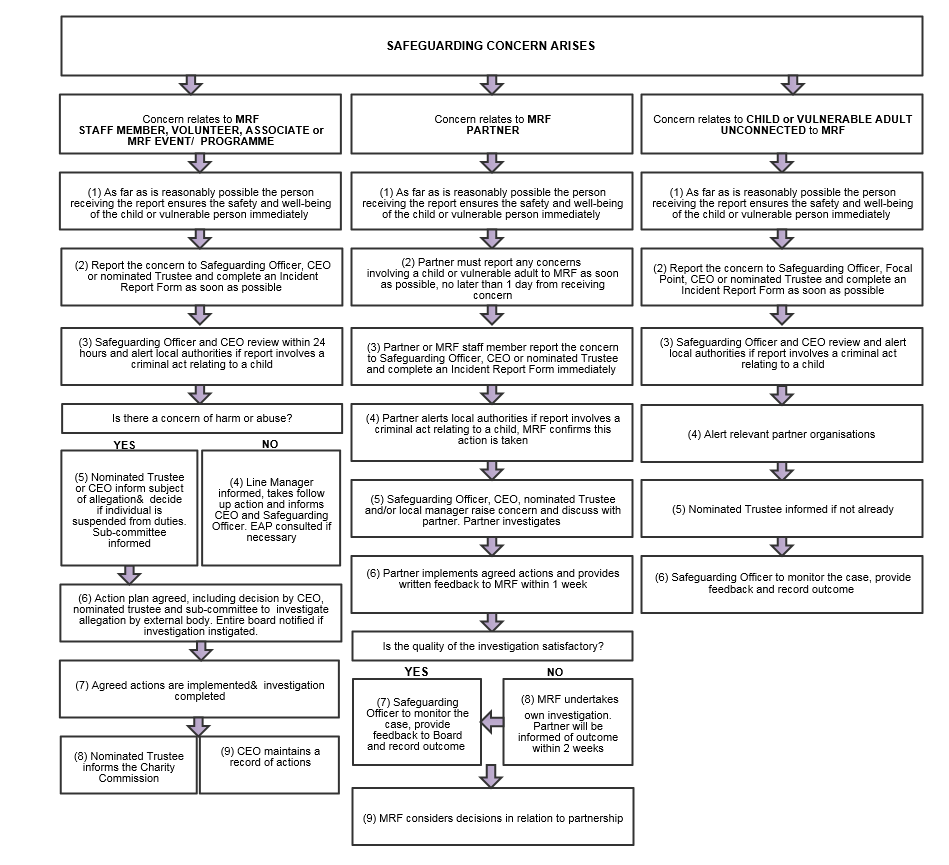 SAFEGUARDING CONCERN ARISES
Concern relates to MRF
STAFF MEMBER, VOLUNTEER, ASSOCIATE or
MRF EVENT/ PROGRAMME
(1) As far as is reasonably possible the person
receiving the report ensures the safety and well-being
of the child or vulnerable person immediately
(2) Report the concern to Safeguarding Officer, CEO
or nominated Trustee and complete an Incident
Report Form as soon as possible
(3) Safeguarding Officer and CEO review within 24
hours and alert local authorities if report involves a
criminal act relating to a child
Is there a concern of harm or abuse?
YES
(5) Nominated Trustee
or CEO inform subject
of allegation& decide
if individual is
suspended from duties.
Sub-committee
informed
NO
(4) Line Manager
informed, takes follow
up action and informs
CEO and Safeguarding
Officer. EAP consulted if
necessary
(6) Action plan agreed, including decision by CEO,
nominated trustee and sub-committee to investigate
allegation by external body. Entire board notified if
investigation instigated.
(7) Agreed actions are implemented& investigation
completed
(8) Nominated Trustee
informs the Charity
Commission
(9) CEO maintains a
record of actions
Concern relates to MRF
PARTNER
(1) As far as is reasonably possible the person
receiving the report ensures the safety and well-being
of the child or vulnerable person immediately
(2) Partner must report any concerns
involving a child or vulnerable adult to MRF as soon
as possible, no later than 1 day from receiving
concern
(3) Partner or MRF staff member report the concern
to Safeguarding Officer, CEO or nominated Trustee
and complete an Incident Report Form immediately
(4) Partner alerts local authorities if report involves a
criminal act relating to a child, MRF confirms this
action is taken
(5) Safeguarding Officer, CEO, nominated Trustee
and/or local manager raise concern and discuss with
partner. Partner investigates
(6) Partner implements agreed actions and provides
written feedback to MRF within 1 week
Is the quality of the investigation satisfactory?
YES
(7) Safeguarding
Officer to monitor the
case, provide
feedback to Board
and record outcome
NO
(8) MRF undertakes
own investigation.
Partner will be
informed of outcome
within 2 weeks
(9) MRF considers decisions in relation to partnership
Concern relates to CHILD or VULNERABLE ADULT
UNCONNECTED to MRF
(1) As far as is reasonably possible the person
receiving the report ensures the safety and well-being
of the child or vulnerable person immediately
(2) Report the concern to Safeguarding Officer, Focal
Point, CEO or nominated Trustee and complete an
Incident Report Form as soon as possible
(3) Safeguarding Officer and CEO review and alert
local authorities if report involves a criminal act
relating to a child
(4) Alert relevant partner organisations
(5) Nominated Trustee informed if not already
(6) Safeguarding Officer to monitor the case, provide
feedback and record outcome